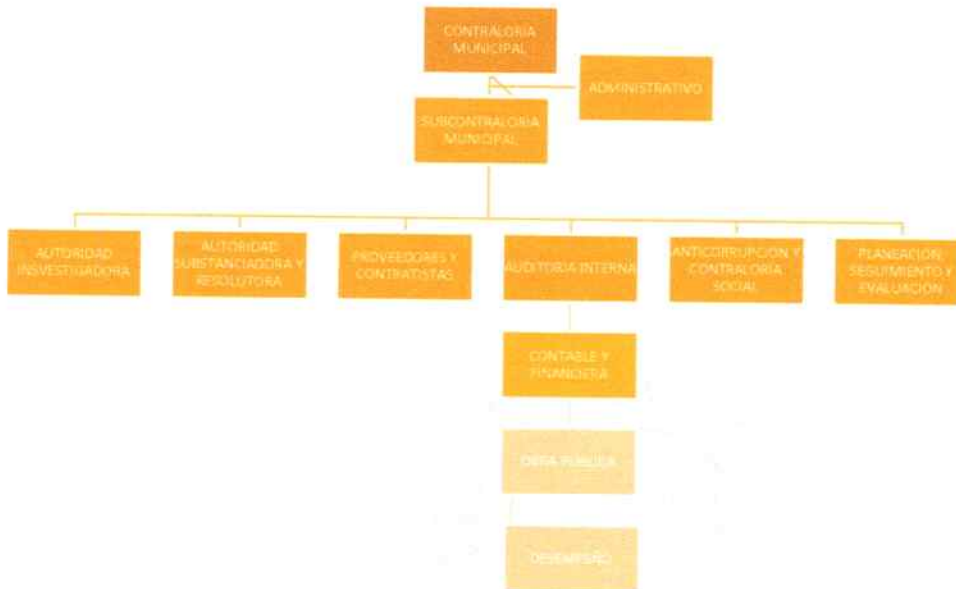 CONTRALORIA
MUNICIPAL
ADMINISTRATIVO
SUBCONTRALORIA
MUNICIPAL
AUTORIDAD
INSVESTIGADORA
AUTORIDAD
SUBSTANCIADORA Y
RESOLUTORA
PROVEEDORES Y
CONTRATISTAS
AUDITORIA INTERNA
ANTICORRUPCION Y
CONTRALORIA
SOCIAL
PLANEACION
SEGUIMIENTO Y
EVALUACION
CONTABLE Y
FINANCIERA
OBRA PUBLICA
DESEMPEÑO